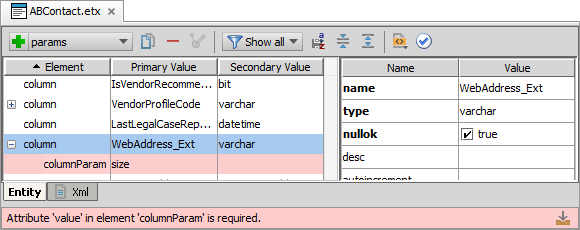 ABContact.etx
params
Show all
a z
Element Primary Value Secondary Value
column IsVendorRecomme... bit
column VendorProfileCode varchar
column LastLegalCaseRep... datetime
column WebAddress_Ext varchar
columnParam size
Name Value
name WebAddress_Ext
type varchar
nullok true
desc
autoincrement
Entity Xml
Attribute 'value' in element 'columnParam' is required.